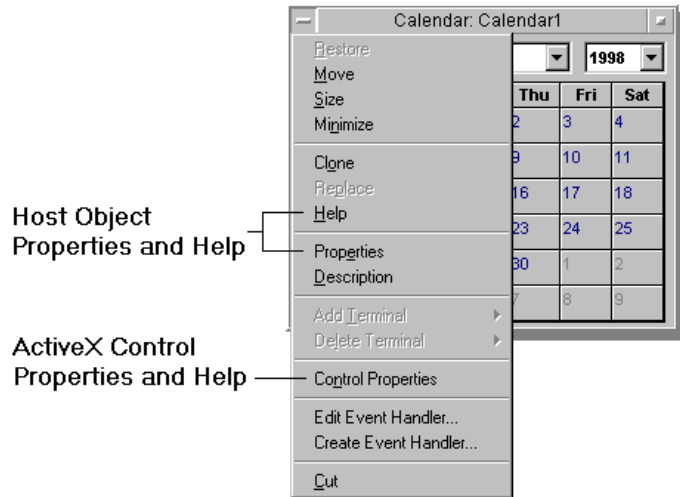 Calendar: Calendar1
1998
Restore
Move
Size
Minimize
Clone
Replace
Help
Properties
Description
Add Terminal
Delete Terminal
Control Properties
Edit Event Handler...
Create Event Handler...
Cut
Thu Fri Sat
2 3 4
9 10 11
16 17 18
23 24 25
30 1 2
7 8 9
Host Object
Properties and Help
ActiveX Control
Properties and Help